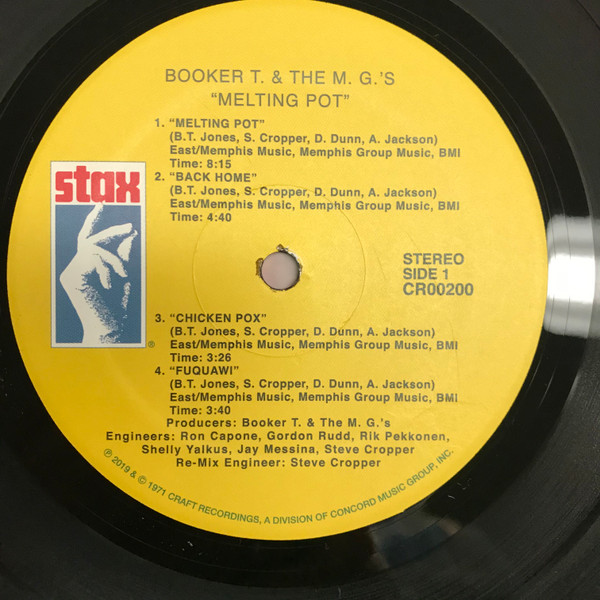 BOOKER T. & THE M. G.'S
"MELTING POT"
1. "MELTING POT"
(B.T. Jones, S. Cropper, D. Dunn, A. Jackson)
East/Memphis Music, Memphis Group Music, BMI
Time: 8:15
2. "BACK HOME"
(B.T. Jones, S. Cropper, D. Dunn, A. Jackson)
East/Memphis Music, Memphis Group Music, BMI
Time: 4:40
stax
®
STEREO
SIDE 1
CR00200
3. "CHICKEN POX"
(B.T. Jones, S. Cropper, D. Dunn, A. Jackson)
East/Memphis Music, Memphis Group Music, BMI
Time: 3:26
4. "FUQUAWI"
(B.T. Jones, S. Cropper, D. Dunn, A. Jackson)
East/Memphis Music, Memphis Group Music, BMI
Time: 3:40
Producers: Booker T. & The M. G.'s
Engineers: Ron Capone, Gordon Rudd, Rik Pekkonen,
Shelly Yalkus, Jay Messina, Steve Cropper
Re-Mix Engineer: Steve Cropper
℗ 2019 & © 1971 CRAFT RECORDINGS, A DIVISION OF CONCORD MUSIC GROUP, INC.